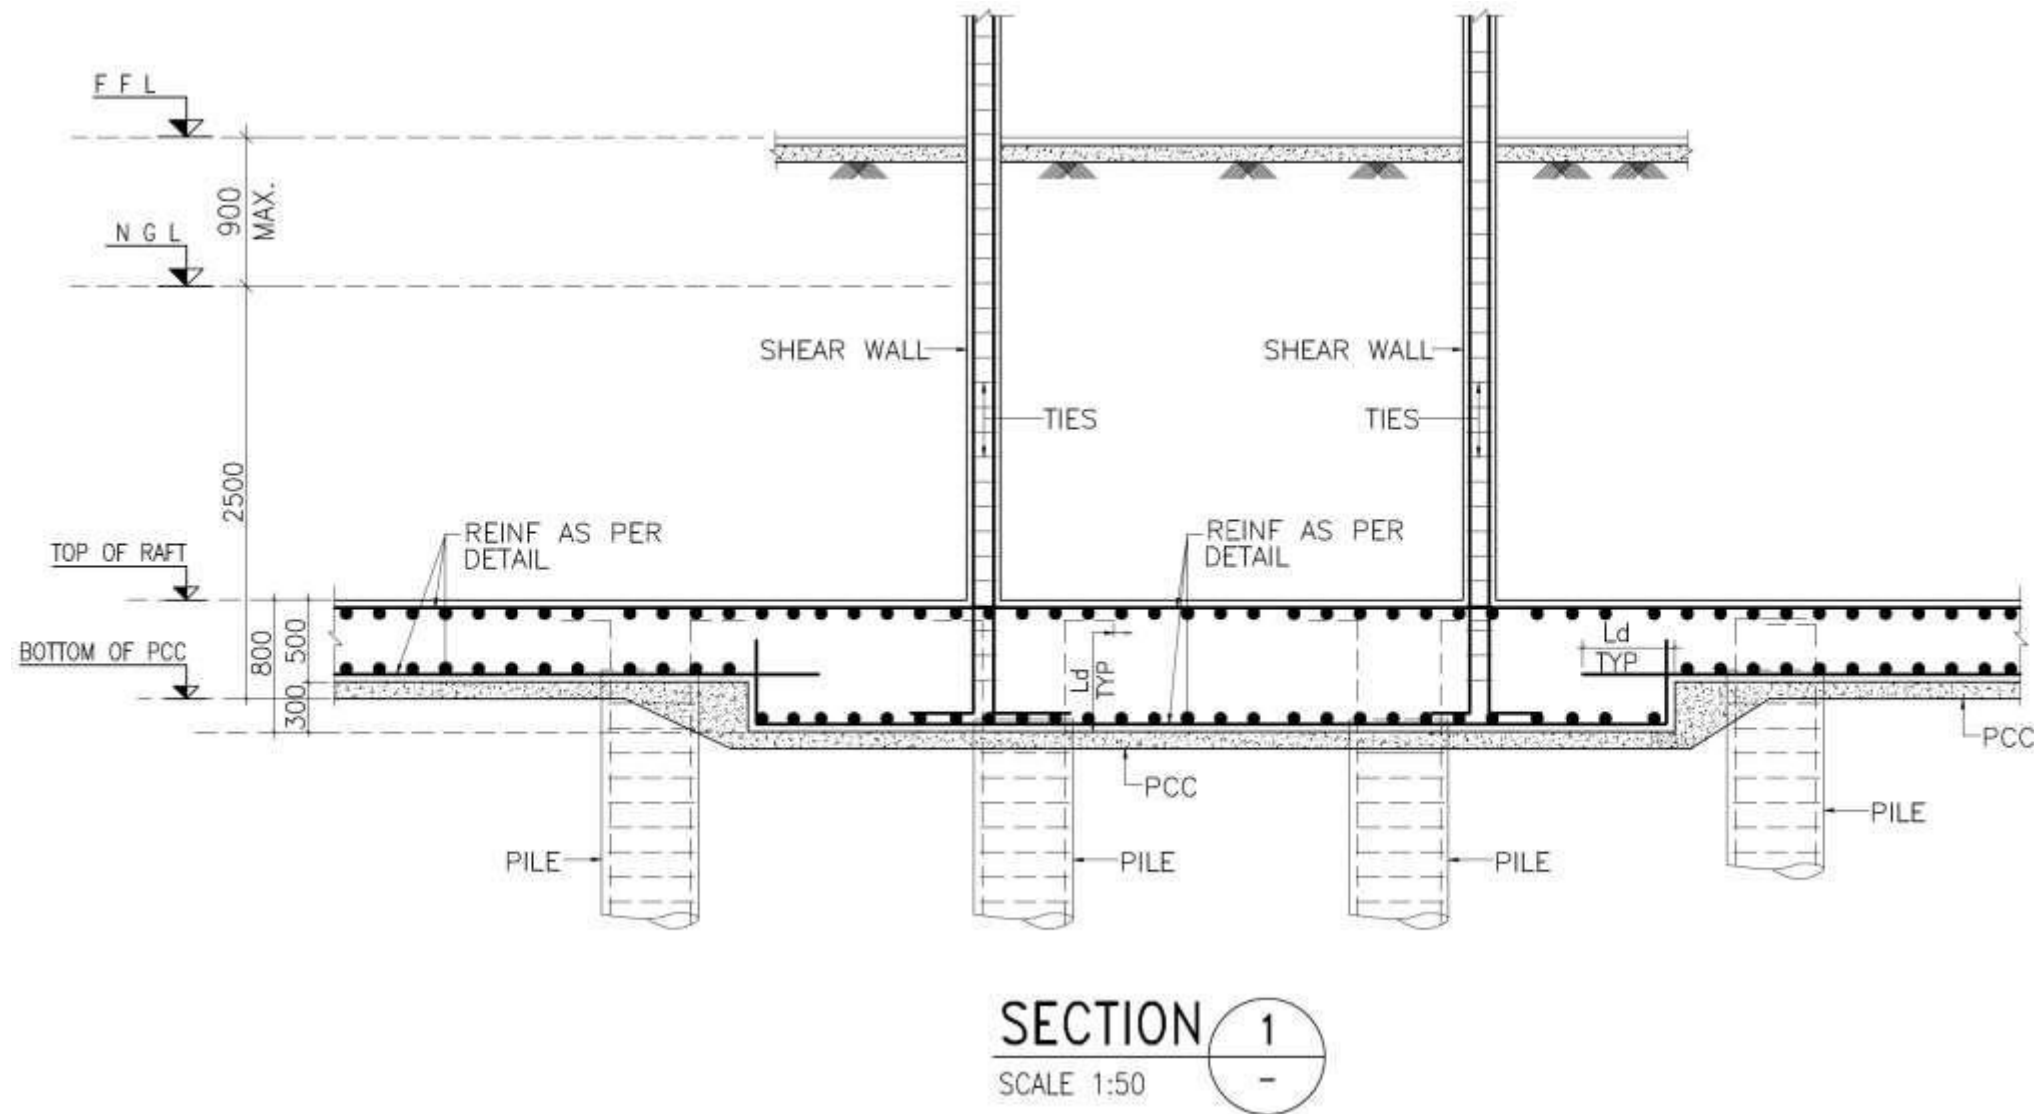 F F L
900
MAX.
N G L
SHEAR WALL
SHEAR WALL
TIES
TIES
2500
REINF AS PER
DETAIL
REINF AS PER
DETAIL
TOP OF RAFT
BOTTOM OF PCC
800
500
300
Ld
TYP
Ld
TYP
PCC
PCC
PILE
PILE
PILE
PILE
SECTION
1
SCALE 1:50
-